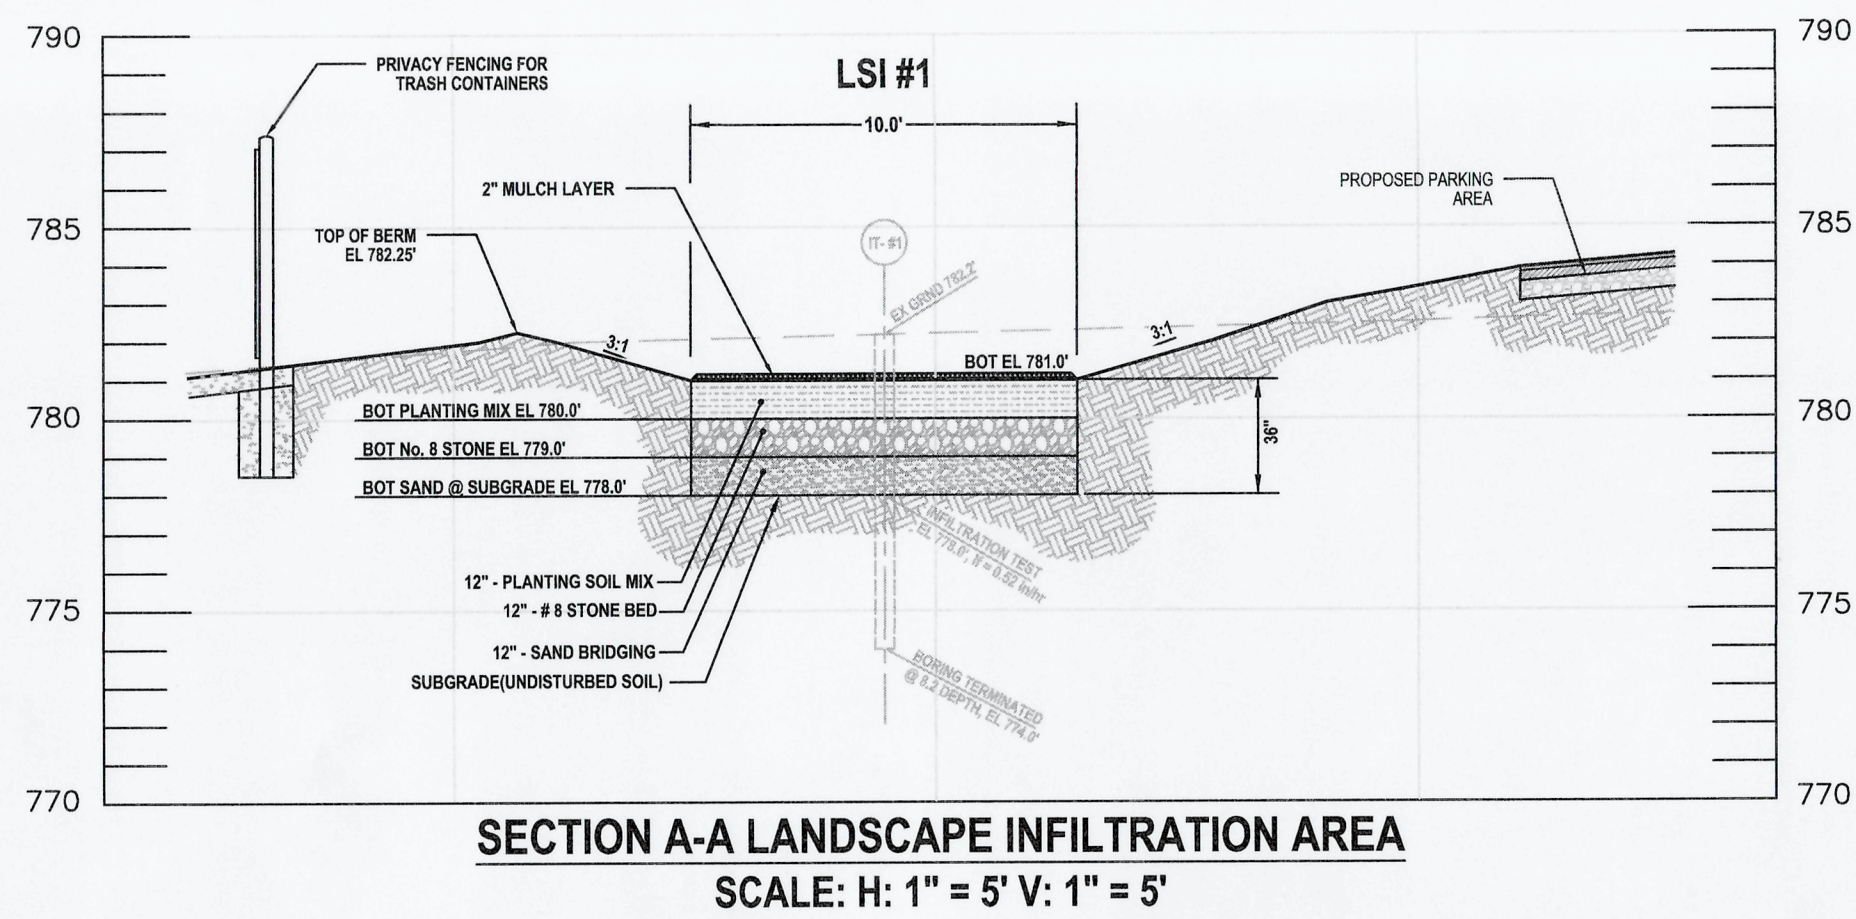 790
790
PRIVACY FENCING FOR
TRASH CONTAINERS
LSI #1
10.0'
2" MULCH LAYER
PROPOSED PARKING
AREA
785
785
TOP OF BERM
EL 782.25'
IT- #1
EX GRND 782.2'
3:1
3:1
BOT EL 781.0'
780
780
BOT PLANTING MIX EL 780.0'
BOT No. 8 STONE EL 779.0'
BOT SAND @ SUBGRADE EL 778.0'
36"
INFILTRATION TEST
EL 778.0', if = 0.52 in/hr
12" - PLANTING SOIL MIX
12" - # 8 STONE BED
775
775
12" - SAND BRIDGING
SUBGRADE(UNDISTURBED SOIL)
BORING TERMINATED
@ 8.2 DEPTH, EL 774.0'
770
770
SECTION A-A LANDSCAPE INFILTRATION AREA
SCALE: H: 1" = 5' V: 1" = 5'